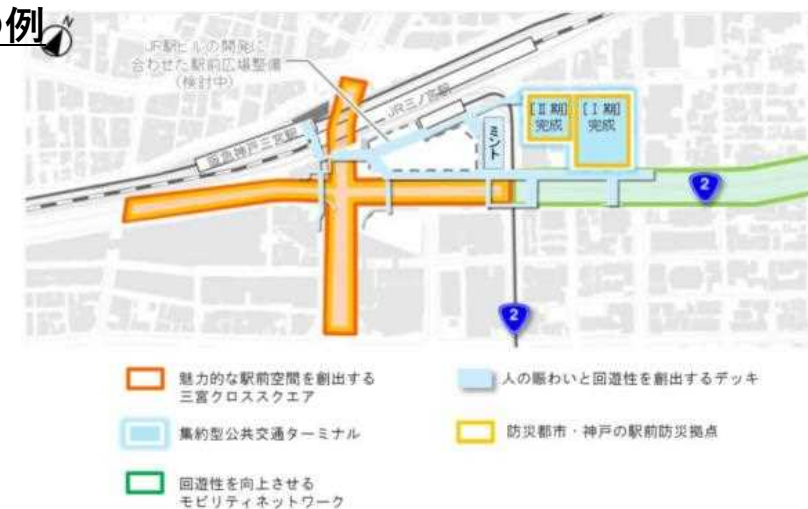 の例
N
JR駅ビルの開発に
合わせた駅前広場整備
(検討中)
阪急神戸三宮駅
JR三ノ宮駅
ミント
[Ⅱ期]
完成
[Ⅰ期]
完成
2
2
魅力的な駅前空間を創出する
三宮クロススクエア
人の賑わいと回遊性を創出するデッキ
集約型公共交通ターミナル
防災都市・神戸の駅前防災拠点
回遊性を向上させる
モビリティネットワーク